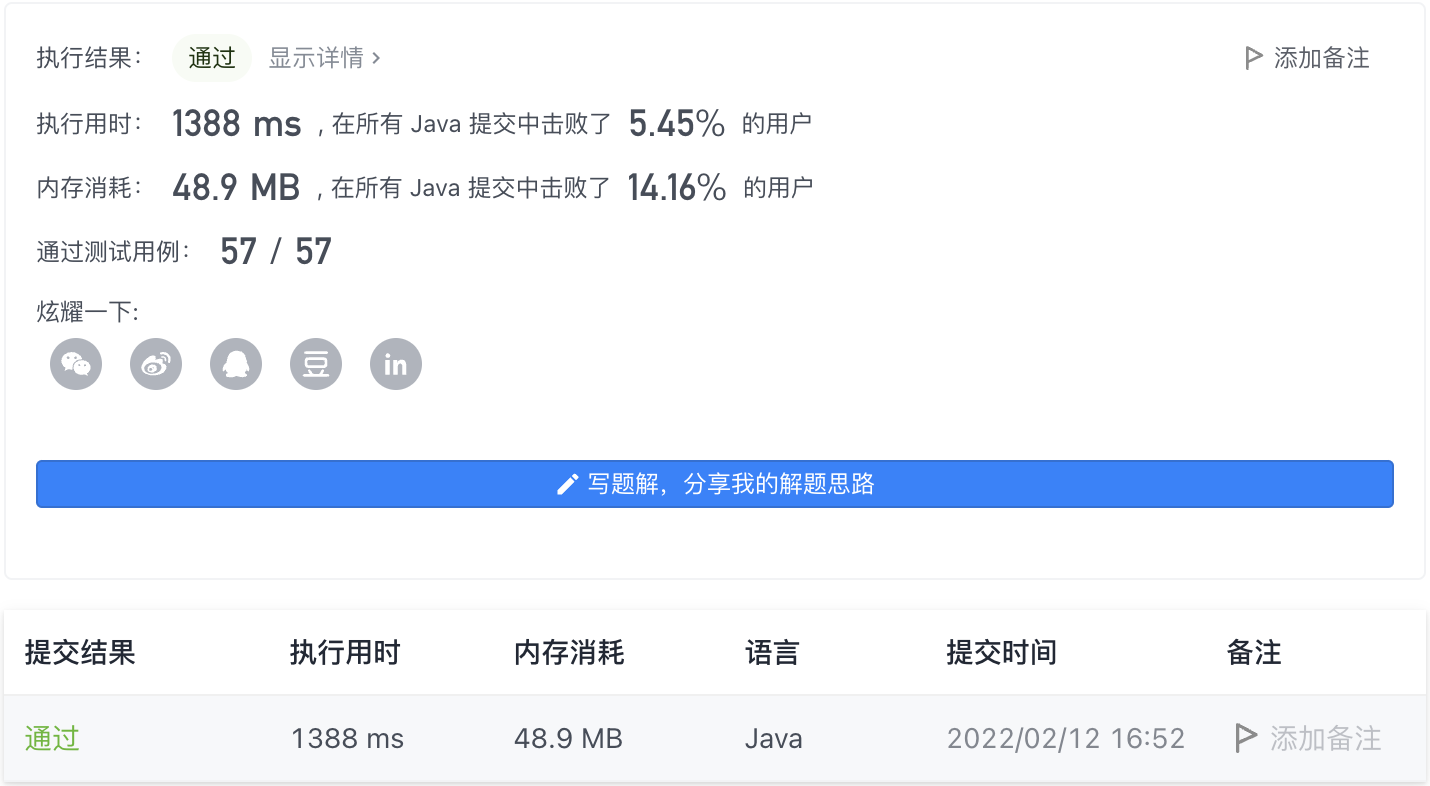 执行结果： 通过 显示详情 > 添加备注
执行用时： 1388 ms , 在所有 Java 提交中击败了 5.45% 的用户
内存消耗： 48.9 MB , 在所有 Java 提交中击败了 14.16% 的用户
通过测试用例： 57 / 57
炫耀一下:
豆 in
写题解，分享我的解题思路
提交结果 执行用时 内存消耗 语言 提交时间 备注
通过 1388 ms 48.9 MB Java 2022/02/12 16:52 添加备注